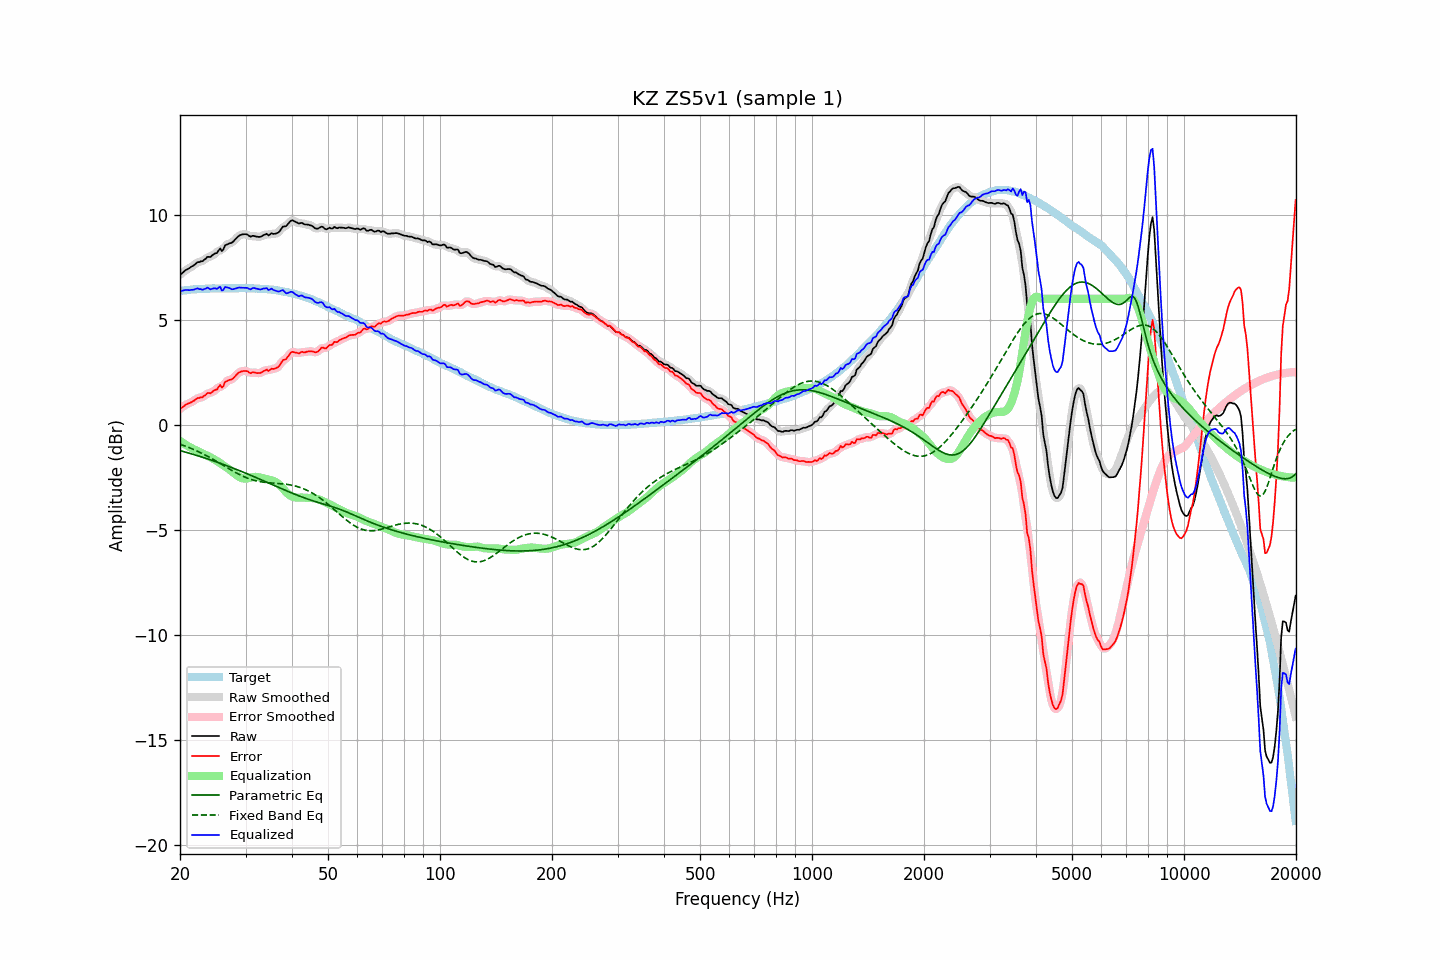 KZ ZS5v1 (sample 1)
Amplitude (dBr)
10
5
0
−5
−10
−15
−20
Target
Raw Smoothed
Error Smoothed
Raw
Error
Equalization
Parametric Eq
Fixed Band Eq
Equalized
20 50 100 200 500 1000 2000 5000 10000 20000
Frequency (Hz)